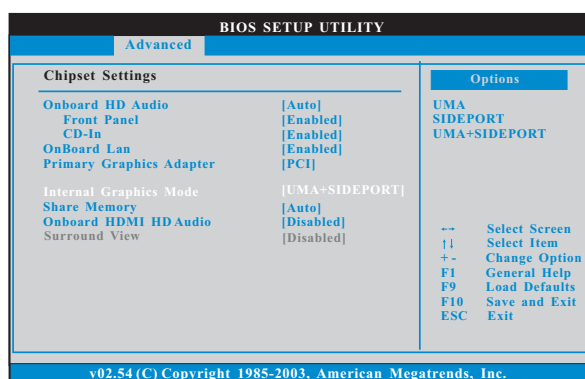 BIOS SETUP UTILITY
Advanced
Chipset Settings
Onboard HD Audio [Auto]
Front Panel [Enabled]
CD-In [Enabled]
OnBoard Lan [Enabled]
Primary Graphics Adapter [PCI]
Internal Graphics Mode [UMA+SIDEPORT]
Share Memory [Auto]
Onboard HDMI HD Audio [Disabled]
Surround View [Disabled]
Options
UMA
SIDEPORT
UMA+SIDEPORT
←→ Select Screen
↑↓ Select Item
+ - Change Option
F1 General Help
F9 Load Defaults
F10 Save and Exit
ESC Exit
v02.54 (C) Copyright 1985-2003, American Megatrends, Inc.